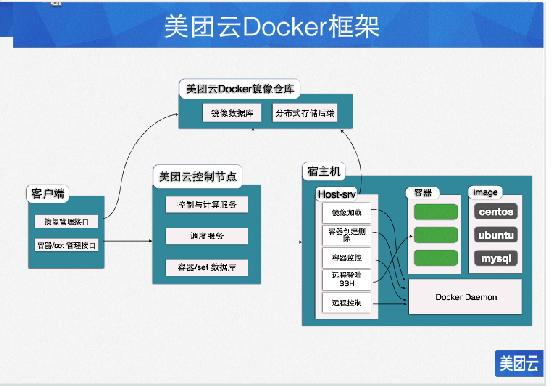 美团云Docker框架
美团云Docker镜像仓库
镜像数据库
分布式存储后端
客户端
镜像管理接口
容器/set 管理接口
美团云控制节点
控制与计算服务
调度服务
容器/set 数据库
宿主机
Host-srv
镜像加载
容器创建删
除
容器监控
远程登陆
SSH
远程控制
容器
image
centos
ubuntu
mysql
Docker Daemon
美团云